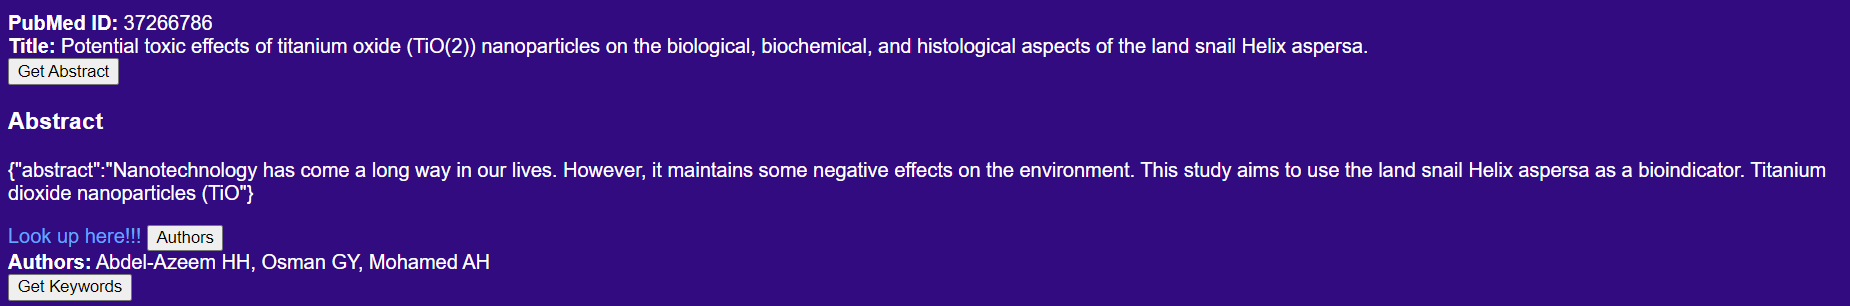 PubMed ID: 37266786
Title: Potential toxic effects of titanium oxide (TiO(2)) nanoparticles on the biological, biochemical, and histological aspects of the land snail Helix aspersa.
Get Abstract
Abstract
{"abstract":"Nanotechnology has come a long way in our lives. However, it maintains some negative effects on the environment. This study aims to use the land snail Helix aspersa as a bioindicator. Titanium
dioxide nanoparticles (TiO"}
Look up here!!! Authors
Authors: Abdel-Azeem HH, Osman GY, Mohamed AH
Get Keywords